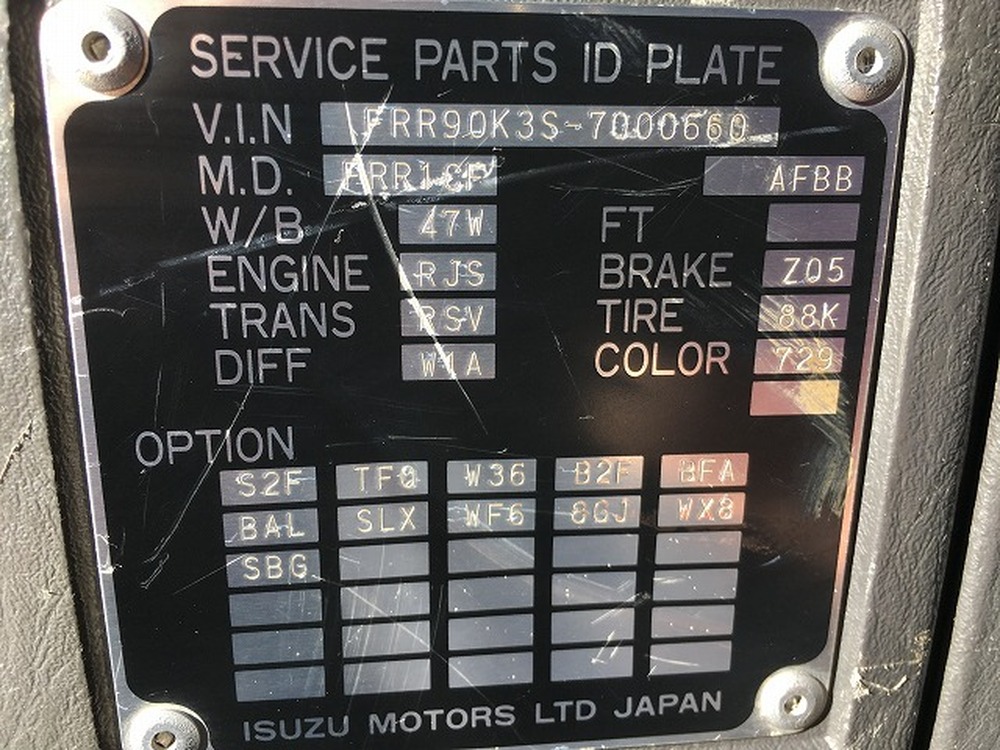 SERVICE PARTS ID PLATE
V.I.N FRR90K3S-7000660
M.D. FRR1CF AFBB
W/B 47W FT
ENGINE RJS BRAKE Z05
TRANS RSV TIRE 88K
DIFF W1A COLOR 729
OPTION
S2F TF0 W36 B2F BFA
BAL SLX WF6 8GJ WX8
SBG
ISUZU MOTORS LTD JAPAN